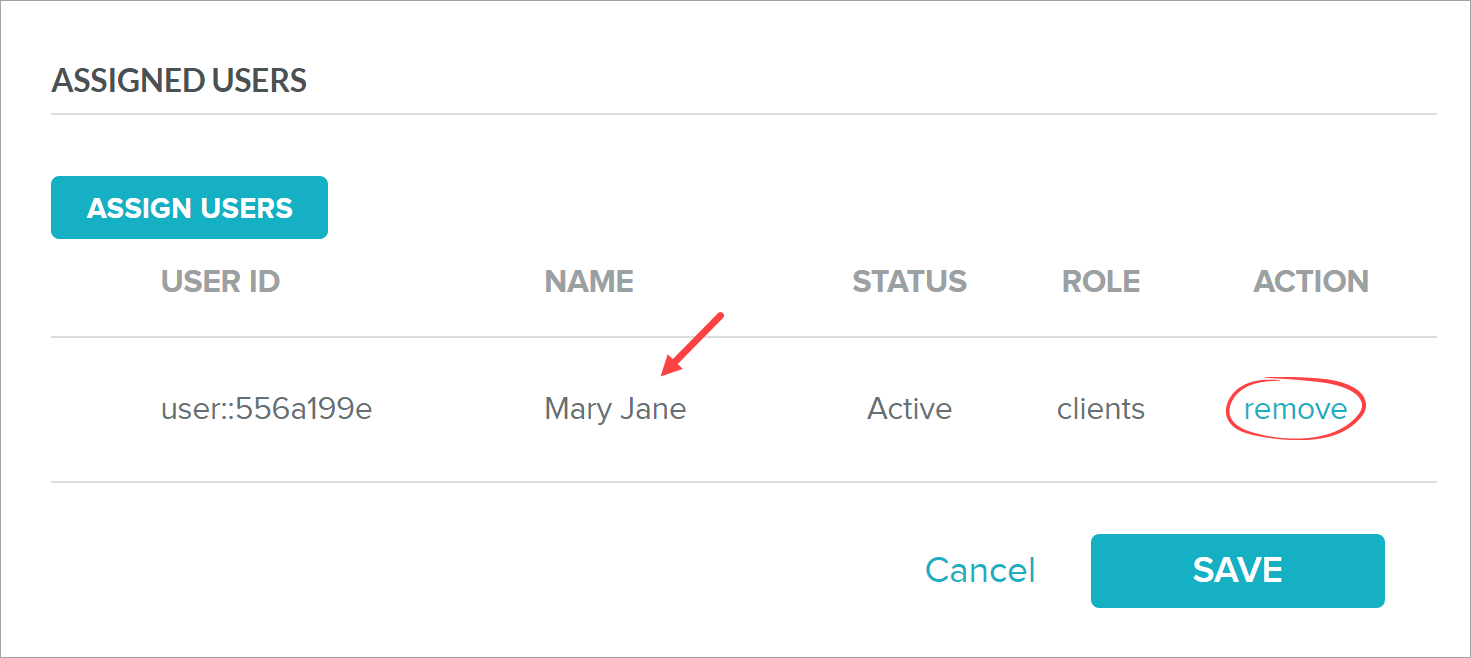 ASSIGNED USERS
ASSIGN USERS
USER ID NAME STATUS ROLE ACTION
user::556a199e Mary Jane Active clients remove
Cancel SAVE